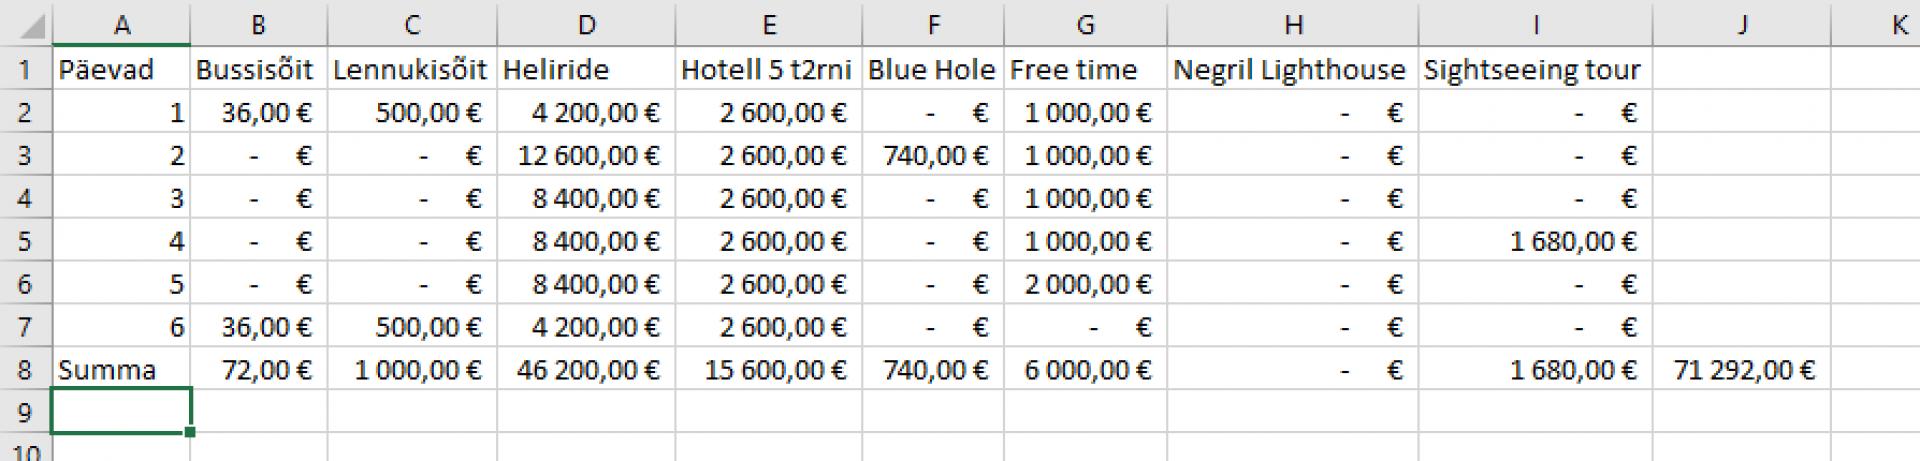 A B C D E F G H I J K
1 Päevad Bussisõit Lennukisõit Heliride Hotell 5 t2rni Blue Hole Free time Negril Lighthouse Sightseeing tour
2 1 36,00 € 500,00 € 4 200,00 € 2 600,00 € - € 1 000,00 € - € - €
3 2 - € - € 12 600,00 € 2 600,00 € 740,00 € 1 000,00 € - € - €
4 3 - € - € 8 400,00 € 2 600,00 € - € 1 000,00 € - € - €
5 4 - € - € 8 400,00 € 2 600,00 € - € 1 000,00 € - € 1 680,00 €
6 5 - € - € 8 400,00 € 2 600,00 € - € 2 000,00 € - € - €
7 6 36,00 € 500,00 € 4 200,00 € 2 600,00 € - € - € - € - €
8 Summa 72,00 € 1 000,00 € 46 200,00 € 15 600,00 € 740,00 € 6 000,00 € - € 1 680,00 € 71 292,00 €
9
10